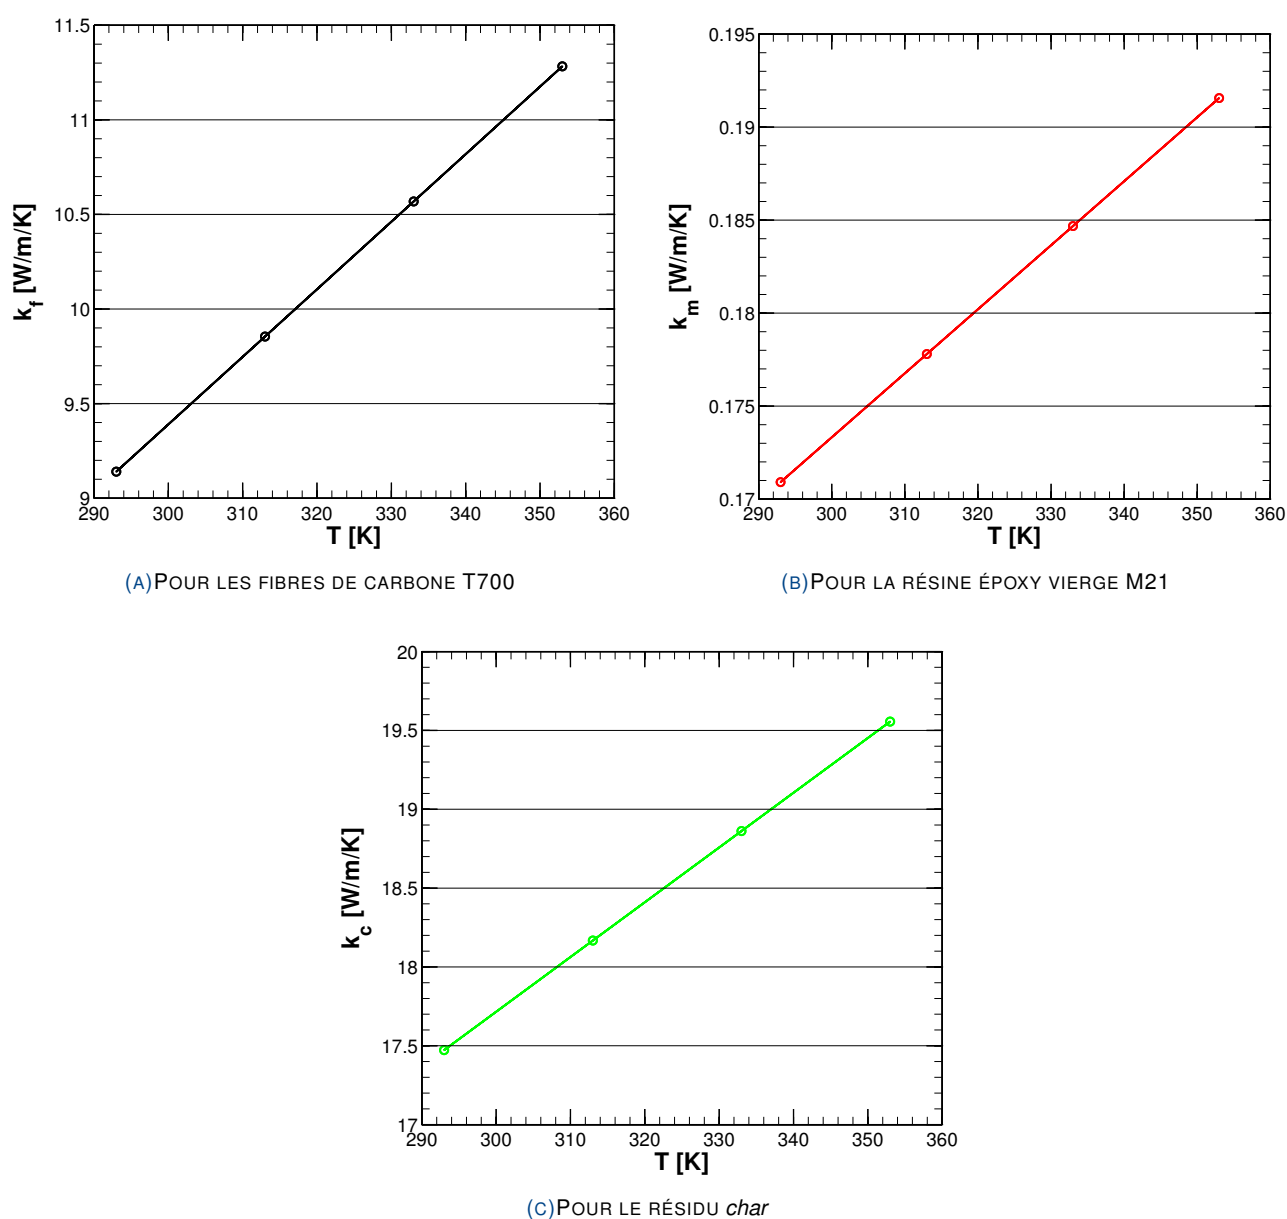 11.5
11
10.5
10
9.5
9
k_f [W/m/K]
290 300 310 320 330 340 350 360
T [K]
(A) POUR LES FIBRES DE CARBONE T700
0.195
0.19
0.185
0.18
0.175
0.17
k_m [W/m/K]
290 300 310 320 330 340 350 360
T [K]
(B) POUR LA RÉSINE ÉPOXY VIERGE M21
20
19.5
19
18.5
18
17.5
17
k_c [W/m/K]
290 300 310 320 330 340 350 360
T [K]
(C) POUR LE RÉSIDU char